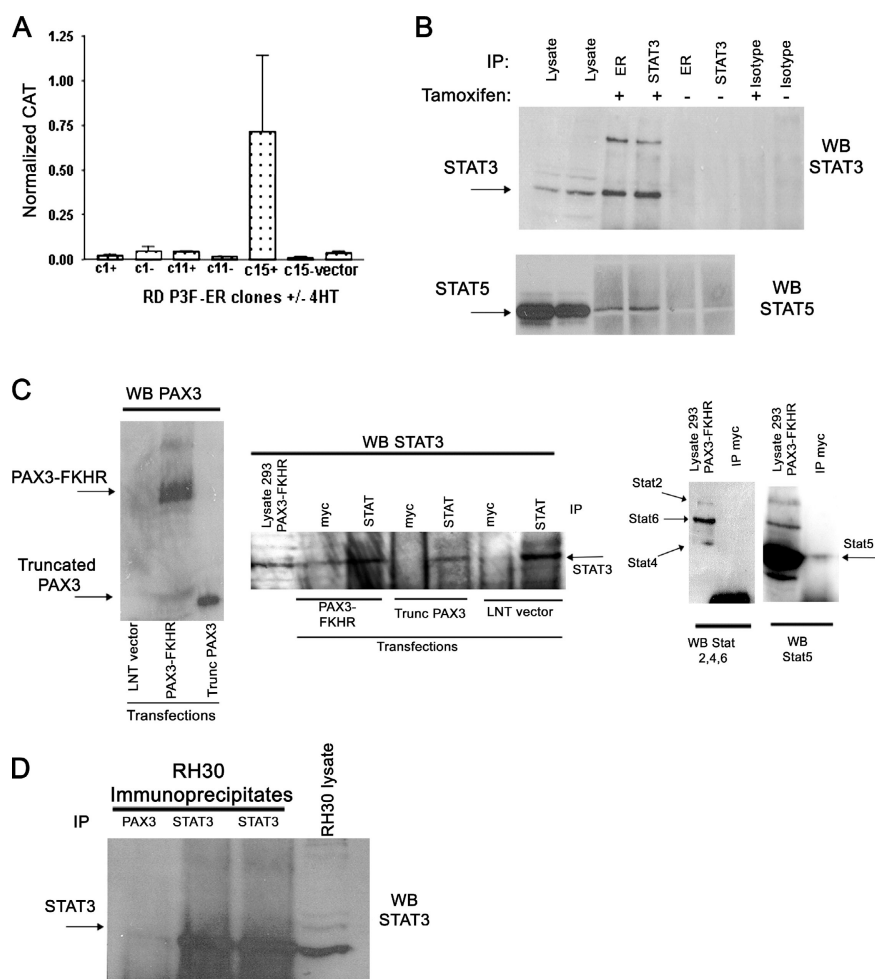 A
1.25
1.00
0.75
0.50
0.25
0.00
Normalized CAT
c1+ c1- c11+ c11- c15+ c15- vector
RD P3F-ER clones +/- 4HT
B
IP: Lysate Lysate ER STAT3 ER STAT3 Isotype Isotype
Tamoxifen: + + - - + -
STAT3
WB
STAT3
STAT5
WB
STAT5
C
WB PAX3
PAX3-FKHR
Truncated
PAX3
LNT vector
PAX3-FKHR
Trunc PAX3
Transfections
WB STAT3
Lysate 293
PAX3-FKHR
myc STAT myc STAT myc STAT IP
STAT3
PAX3-
FKHR
Trunc PAX3
LNT vector
Transfections
Lysate 293
PAX3-FKHR
IP myc
Stat2
Stat6
Stat4
WB Stat
2,4,6
Lysate 293
PAX3-FKHR
IP myc
Stat5
WB
Stat5
D
RH30
Immunoprecipitates
RH30 lysate
IP PAX3 STAT3 STAT3
STAT3
WB
STAT3